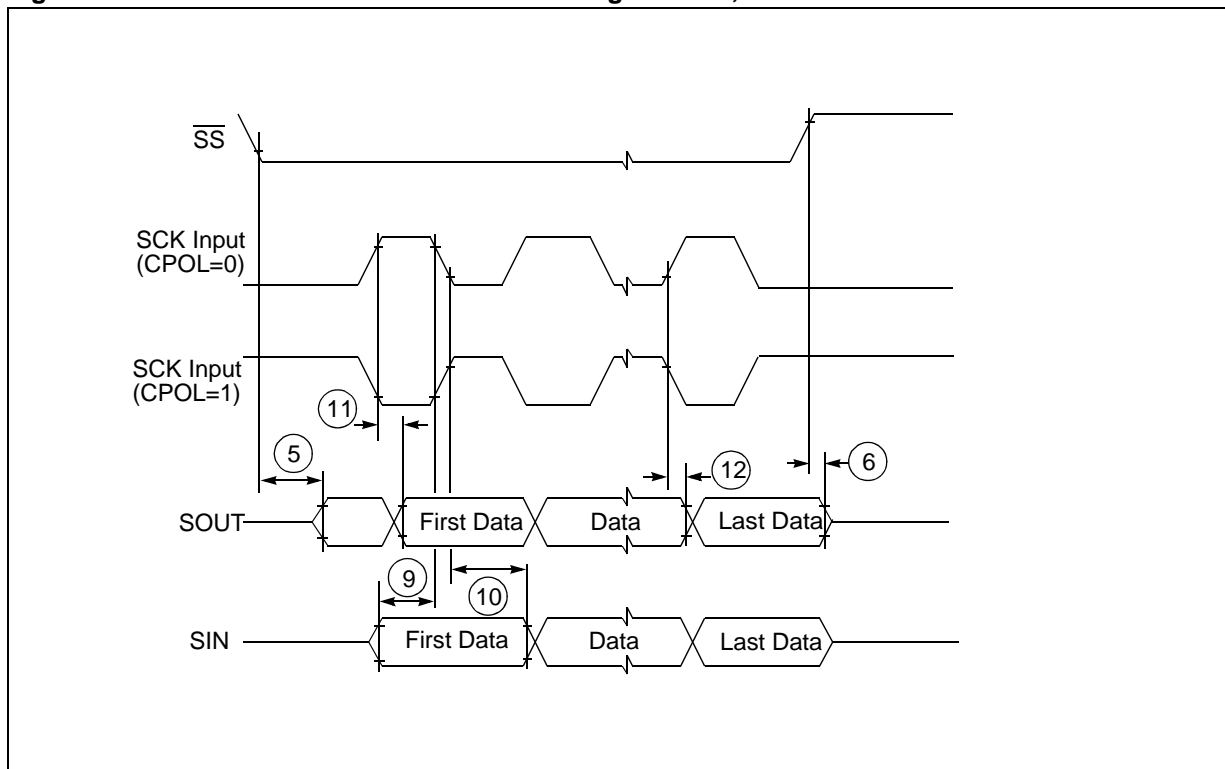 SS
SCK Input
(CPOL=0)
SCK Input
(CPOL=1)
11
5
12
6
SOUT
First Data
Data
Last Data
9
10
SIN
First Data
Data
Last Data